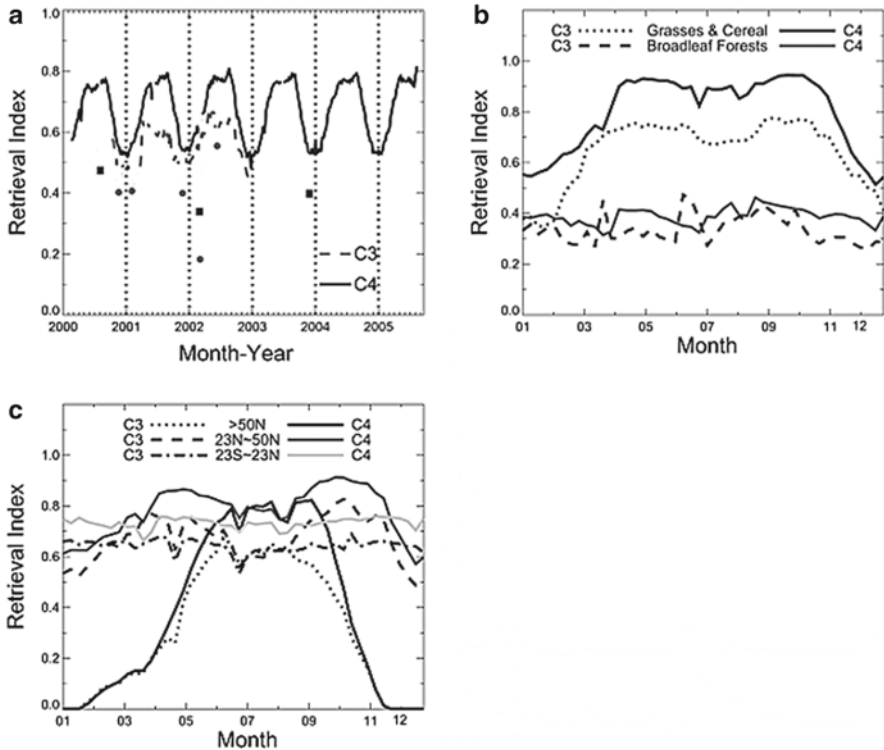 a
Retrieval Index
1.0
0.8
0.6
0.4
0.2
0.0
C3
C4
2000 2001 2002 2003 2004 2005
Month-Year
b
Retrieval Index
1.0
0.8
0.6
0.4
0.2
0.0
C3 Grasses & Cereal C4
C3 Broadleaf Forests C4
01 03 05 07 09 11 12
Month
c
Retrieval Index
1.0
0.8
0.6
0.4
0.2
0.0
C3 >50N C4
C3 23N~50N C4
C3 23S~23N C4
01 03 05 07 09 11 12
Month